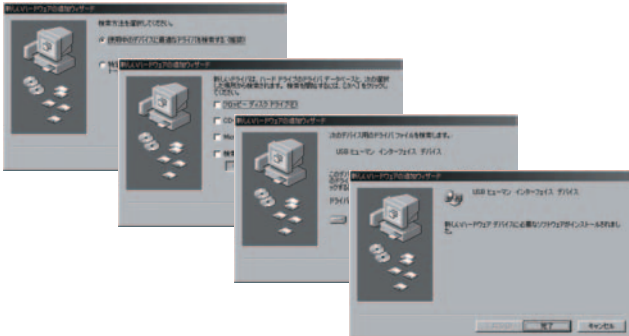 新しいハードウェアの追加ウィザード
検索方法を選択してください。
使用中のデバイスに最適なドライバを検索する (推奨)
新しいハードウェアの追加ウィザード
新しいドライバは、ハード ドライブのドライバ データベースと、次の選択
した場所から検索されます。検索を開始するには、[次へ] をクリックし
てください。
フロッピー ディスク ドライブ(F)
新しいハードウェアの追加ウィザード
次のデバイス用のドライバ ファイルを検索します。
USB ヒューマン インターフェイス デバイス
新しいハードウェアの追加ウィザード
USB ヒューマン インターフェイス デバイス
新しいハードウェア デバイスに必要なソフトウェアがインストールされまし
た。
完了
キャンセル